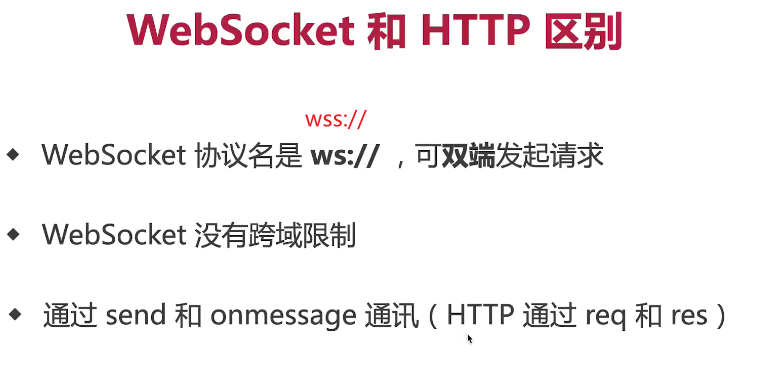 WebSocket 和 HTTP 区别
wss://
◆ WebSocket 协议名是 ws:// ，可双端发起请求
◆ WebSocket 没有跨域限制
◆ 通过 send 和 onmessage 通讯（HTTP 通过 req 和 res）